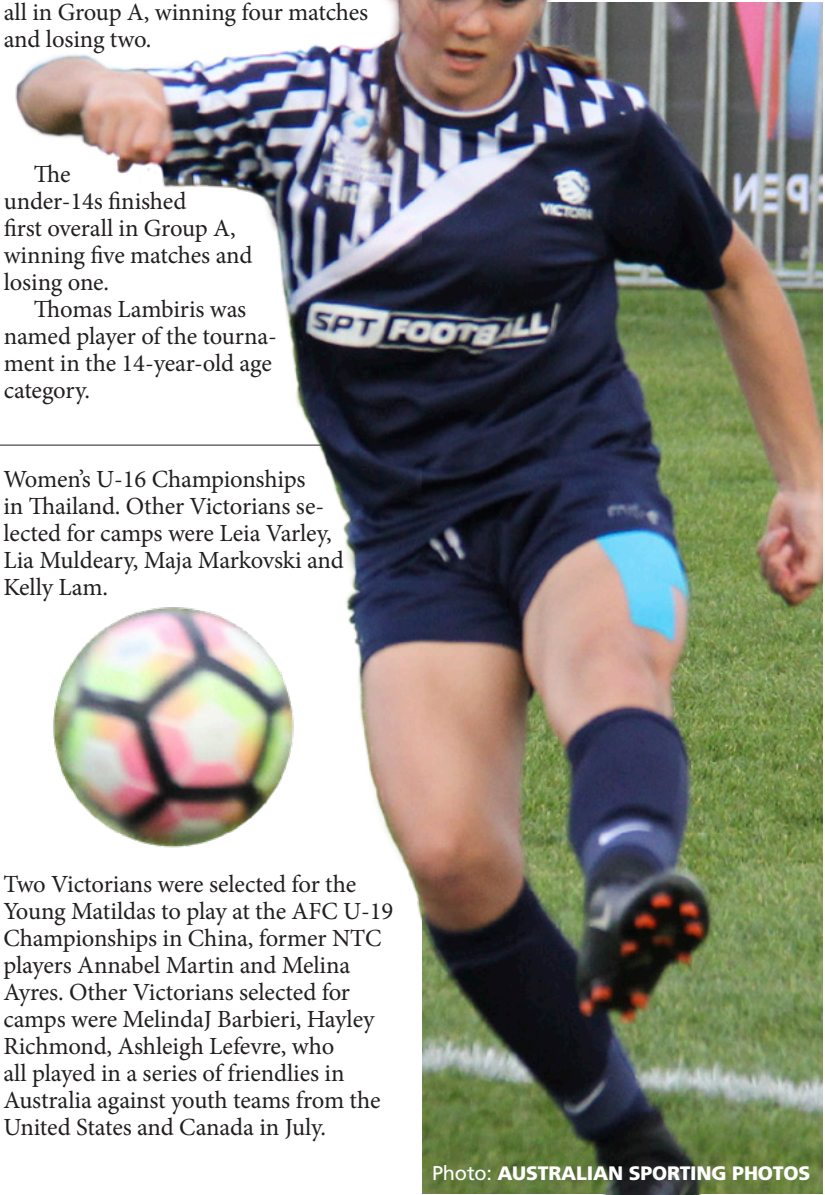 all in Group A, winning four matches
and losing two.
The
under-14s finished
first overall in Group A,
winning five matches and
losing one.
Thomas Lambiris was
named player of the tourna-
ment in the 14-year-old age
category.
Women's U-16 Championships
in Thailand. Other Victorians se-
lected for camps were Leia Varley,
Lia Muldeary, Maja Markovski and
Kelly Lam.
Two Victorians were selected for the
Young Matildas to play at the AFC U-19
Championships in China, former NTC
players Annabel Martin and Melina
Ayres. Other Victorians selected for
camps were MelindaJ Barbieri, Hayley
Richmond, Ashleigh Lefevre, who
all played in a series of friendlies in
Australia against youth teams from the
United States and Canada in July.
VICTORIA
SPT FOOTBALL
mitre
Photo: AUSTRALIAN SPORTING PHOTOS